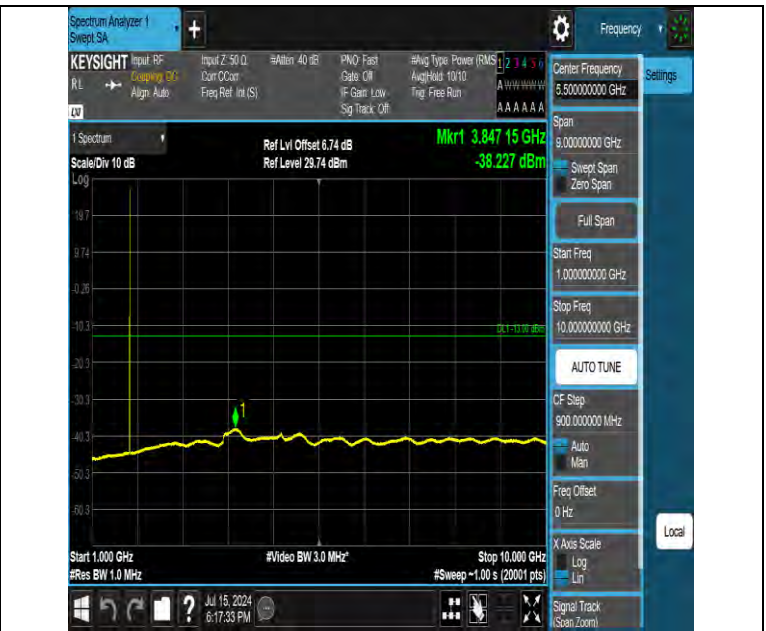 Spectrum Analyzer 1
Swept SA
+
Frequency
KEYSIGHT
RL
Input: RF
Coupling: DC
Align: Auto
Input Z: 50 Ω
Corr CCorr
Freq Ref: Int (S)
#Atten: 40 dB
PNO: Fast
Gate: Off
IF Gain: Low
Sig Track: Off
#Avg Type: Power (RMS
Avg|Hold: 10/10
Trig: Free Run
1 2 3 4 5 6
A W W W W W
A A A A A A
LXI
1 Spectrum
Scale/Div 10 dB
Ref Lvl Offset 6.74 dB
Ref Level 29.74 dBm
Mkr1 3.847 15 GHz
-38.227 dBm
Log
19.7
9.74
-0.26
-10.3
-20.3
-30.3
-40.3
-50.3
-60.3
DL1 -13.00 dBm
1
Start 1.000 GHz
#Res BW 1.0 MHz
#Video BW 3.0 MHz*
Stop 10.000 GHz
#Sweep ~1.00 s (20001 pts)
?
Jul 15, 2024
6:17:33 PM
Center Frequency
5.500000000 GHz
Settings
Span
9.00000000 GHz
Swept Span
Zero Span
Full Span
Start Freq
1.000000000 GHz
Stop Freq
10.000000000 GHz
AUTO TUNE
CF Step
900.000000 MHz
Auto
Man
Freq Offset
0 Hz
X Axis Scale
Log
Lin
Signal Track
(Span Zoom)
Local